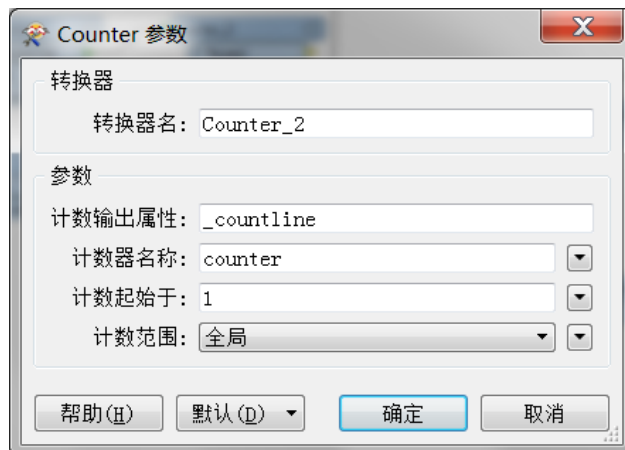 Counter 参数
转换器
转换器名: Counter_2
参数
计数输出属性: _countline
计数器名称: counter
计数起始于: 1
计数范围: 全局
帮助(H) 默认(D) 确定 取消